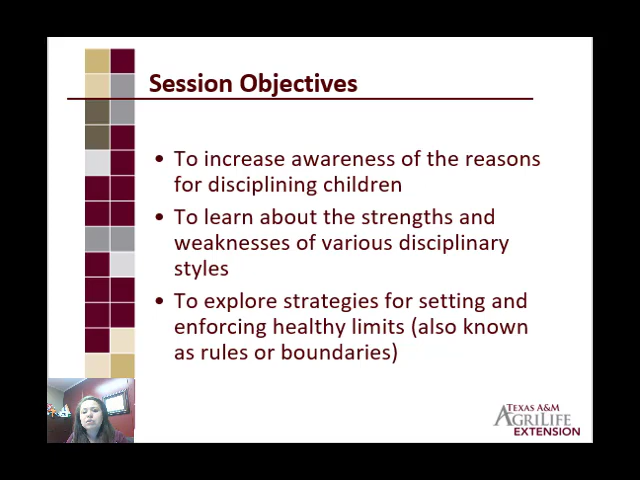 Session Objectives
• To increase awareness of the reasons
for disciplining children
• To learn about the strengths and
weaknesses of various disciplinary
styles
• To explore strategies for setting and
enforcing healthy limits (also known
as rules or boundaries)
TEXAS A&M
AGRILIFE
EXTENSION